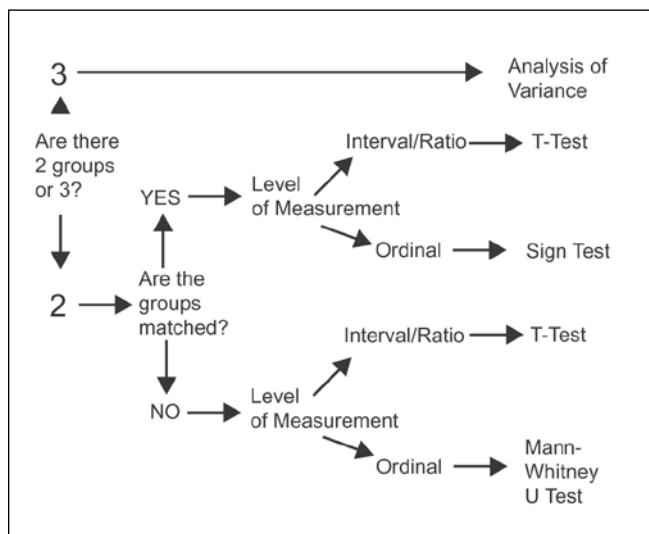 3
Analysis of
Variance
Are there
2 groups
or 3?
Interval/Ratio
T-Test
YES
Level
of Measurement
Ordinal
Sign Test
2
Are the
groups
matched?
Interval/Ratio
T-Test
NO
Level
of Measurement
Ordinal
Mann-
Whitney
U Test